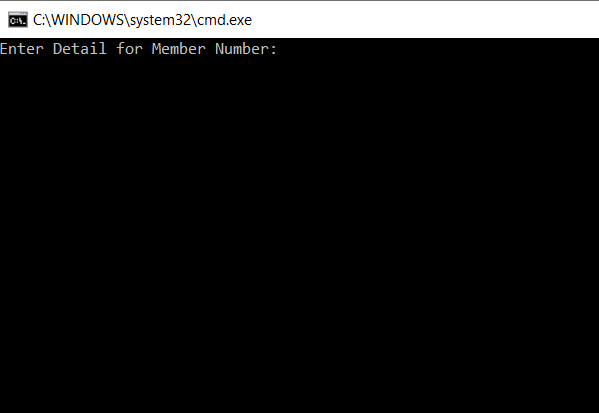 C:\WINDOWS\system32\cmd.exe
Enter Detail for Member Number: